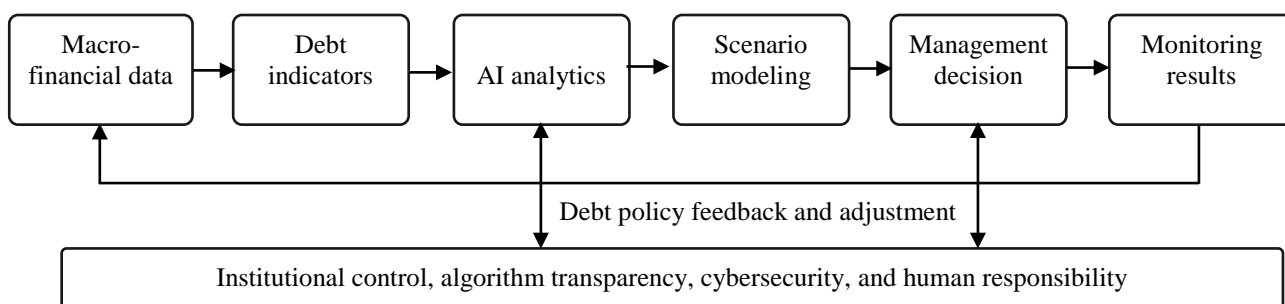 Macro-
financial data
Debt
indicators
AI analytics
Scenario
modeling
Management
decision
Monitoring
results
Debt policy feedback and adjustment
Institutional control, algorithm transparency, cybersecurity, and human responsibility